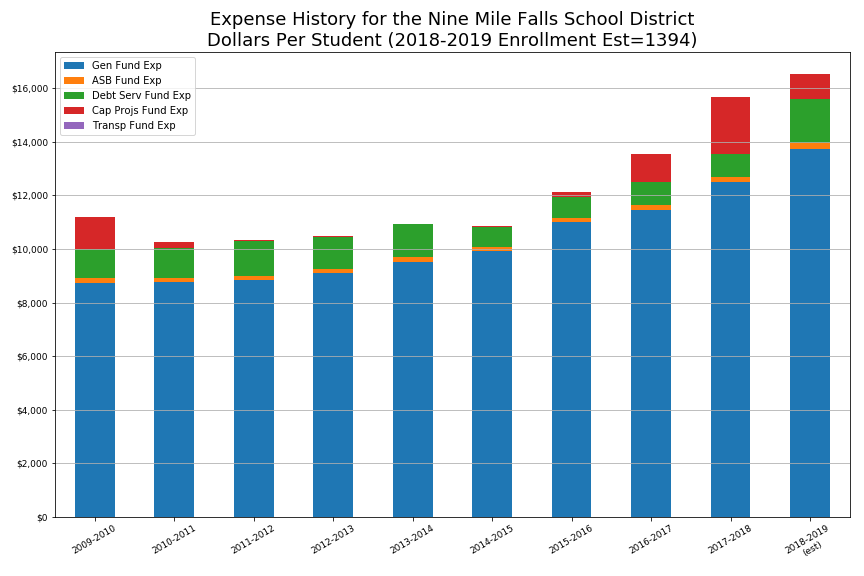 Expense History for the Nine Mile Falls School District
Dollars Per Student (2018-2019 Enrollment Est=1394)
Gen Fund Exp
ASB Fund Exp
Debt Serv Fund Exp
Cap Projs Fund Exp
Transp Fund Exp
$16,000
$14,000
$12,000
$10,000
$8,000
$6,000
$4,000
$2,000
$0
2009-2010
2010-2011
2011-2012
2012-2013
2013-2014
2014-2015
2015-2016
2016-2017
2017-2018
2018-2019
(est)